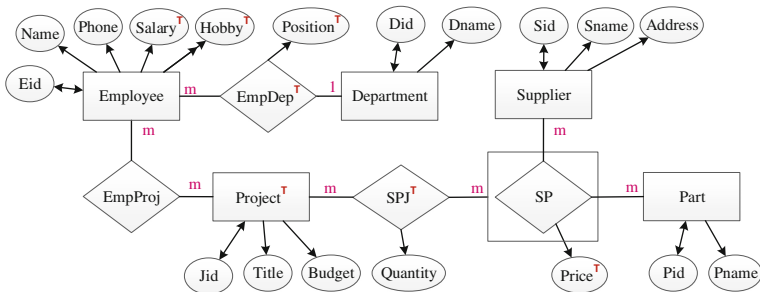 Name
Phone
Salary T
Hobby T
Position T
Did
Dname
Sid
Sname
Address
Eid
Employee
m
EmpDep T
1
Department
Supplier
m
m
EmpProj
m
Project T
m
SPJ T
m
SP
m
Part
Jid
Title
Budget
Quantity
Price T
Pid
Pname